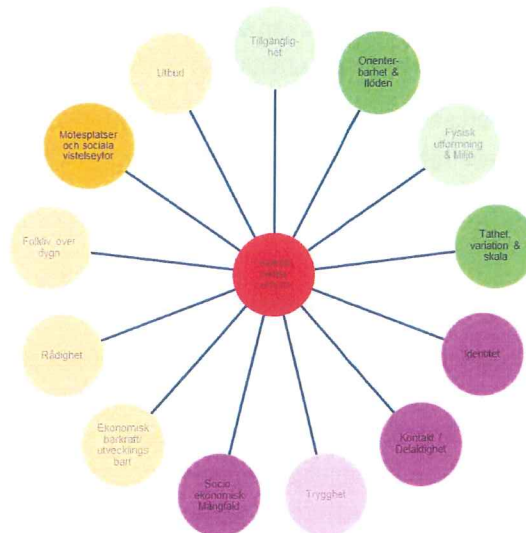 Tillgänglig-
het
Orienter-
barhet &
flöden
Fysisk
utformning
& Miljö
Täthet,
variation &
skala
Identitet
Kontakt /
Delaktighet
Trygghet
Socio
ekonomisk
Mångfald
Ekonomisk
bärkraft/
utvecklings
bart
Rådighet
Folkliv över
dygn
Mötesplatser
och sociala
vistelseytor
Utbud